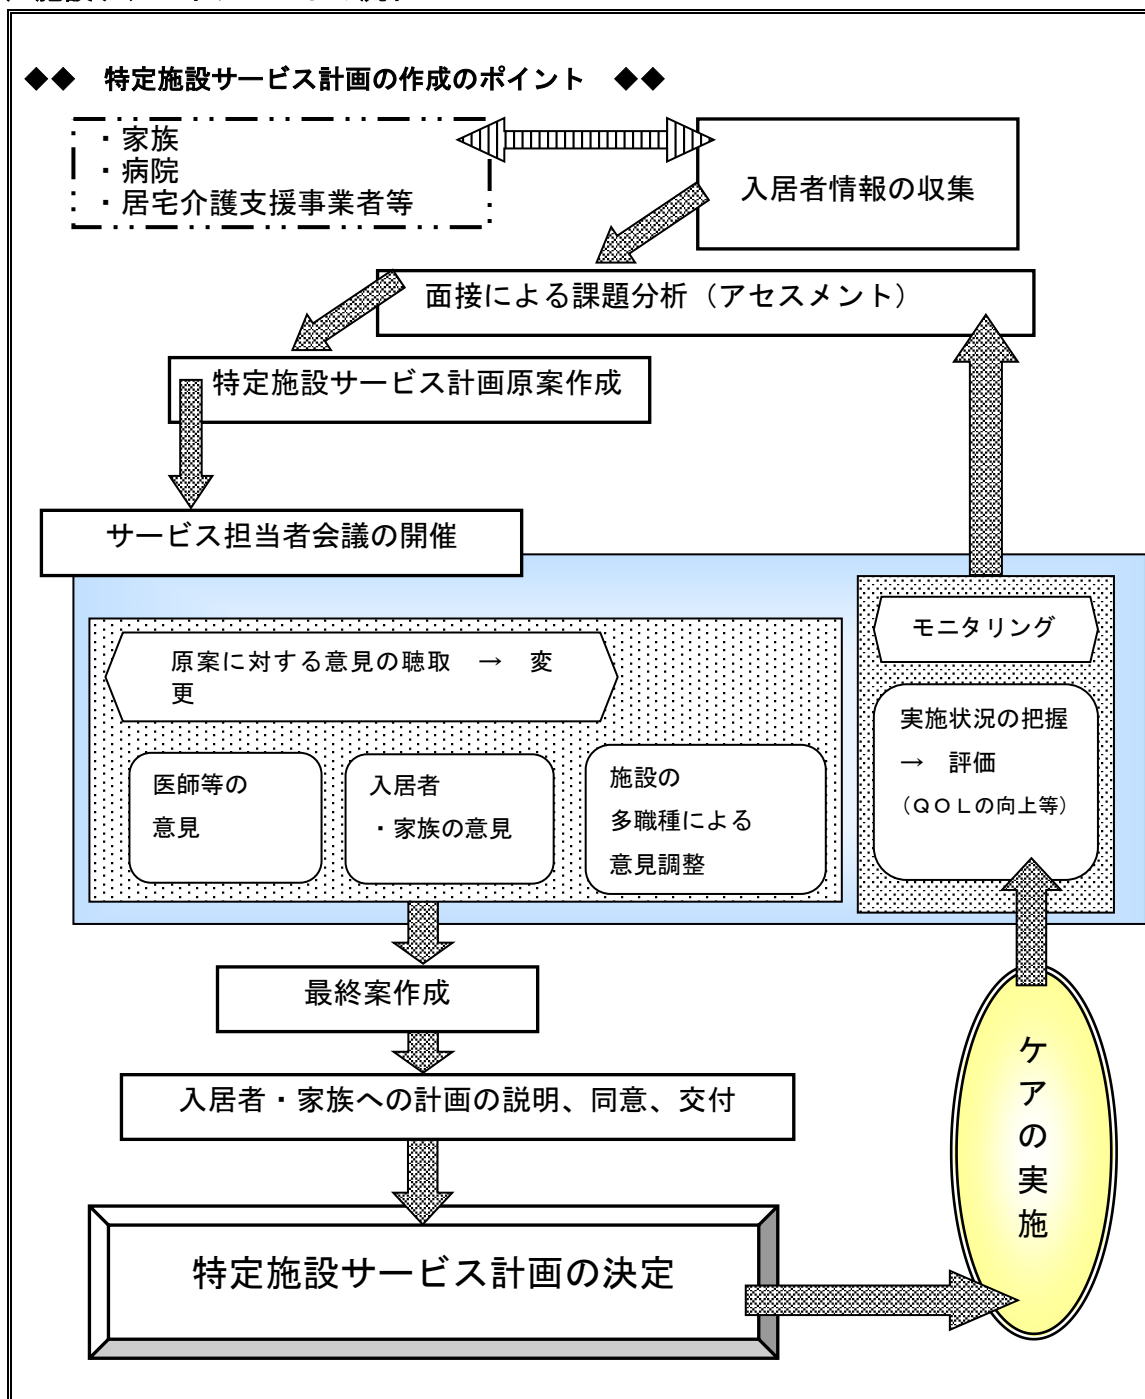 ◆◆　特定施設サービス計画の作成のポイント　◆◆
・家族
・病院
・居宅介護支援事業者等
入居者情報の収集
面接による課題分析（アセスメント）
特定施設サービス計画原案作成
サービス担当者会議の開催
モニタリング
原案に対する意見の聴取　→　変
更
実施状況の把握
→　評価
（ＱＯＬの向上等）
医師等の
意見
入居者
・家族の意見
施設の
多職種による
意見調整
最終案作成
入居者・家族への計画の説明、同意、交付
特定施設サービス計画の決定
ケアの実施